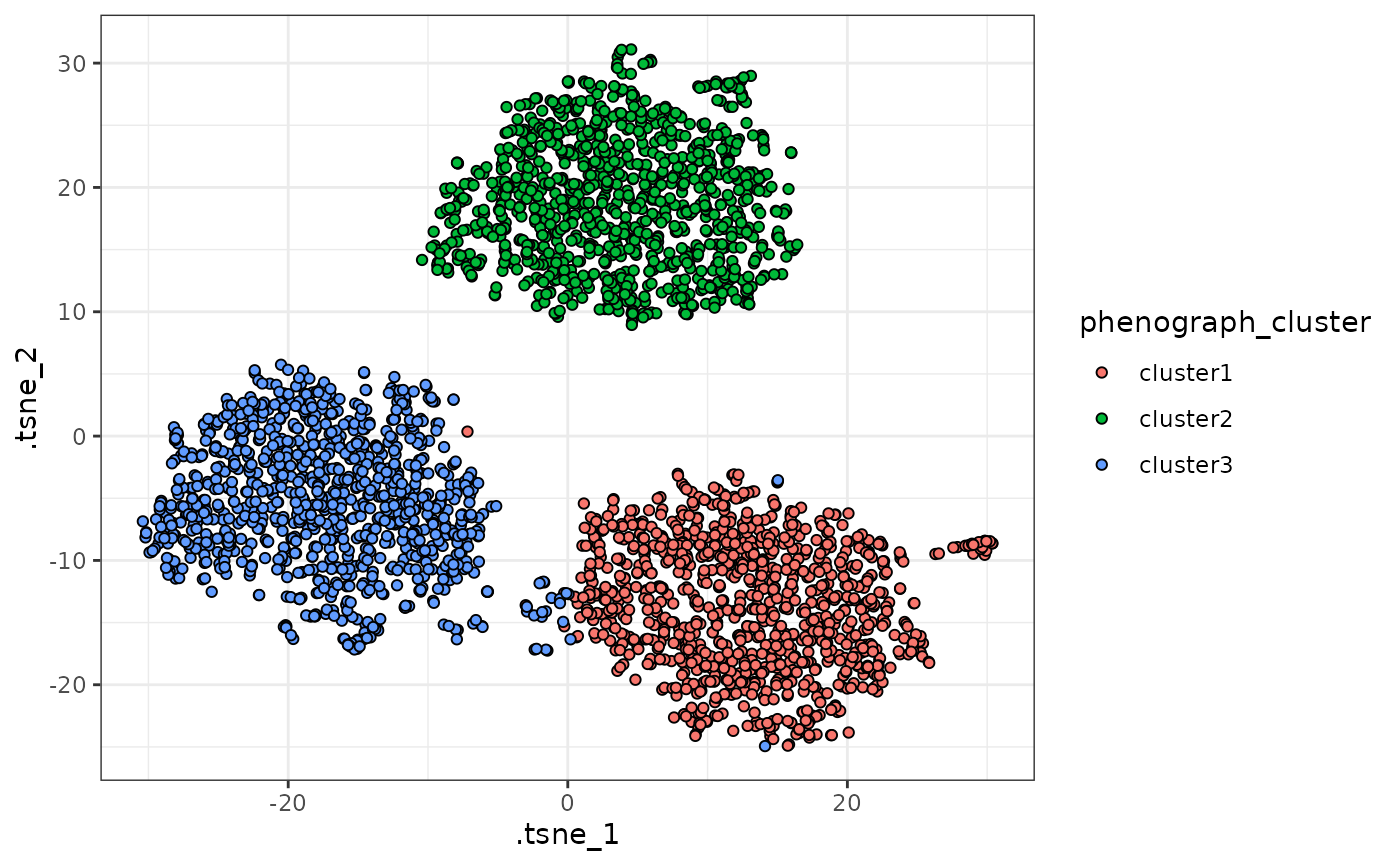 30
20
10
0
-10
-20
-20 0 20
.tsne_1
.tsne_2
phenograph_cluster
cluster1
cluster2
cluster3